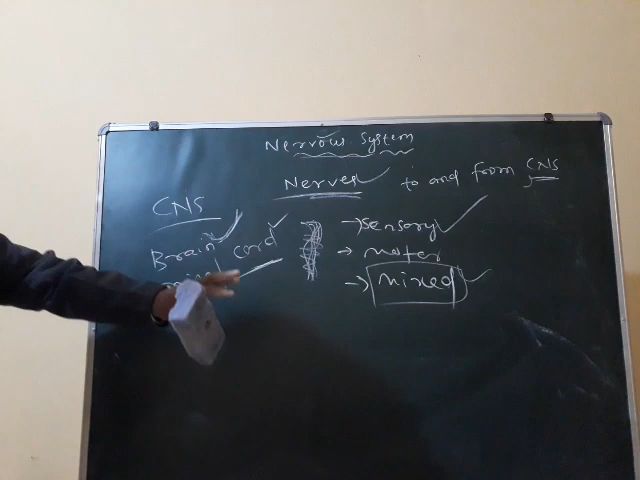 Nervous System
Nerves to and from CNS
CNS
Brain
cord
→ sensory
→ motor
→ mixed